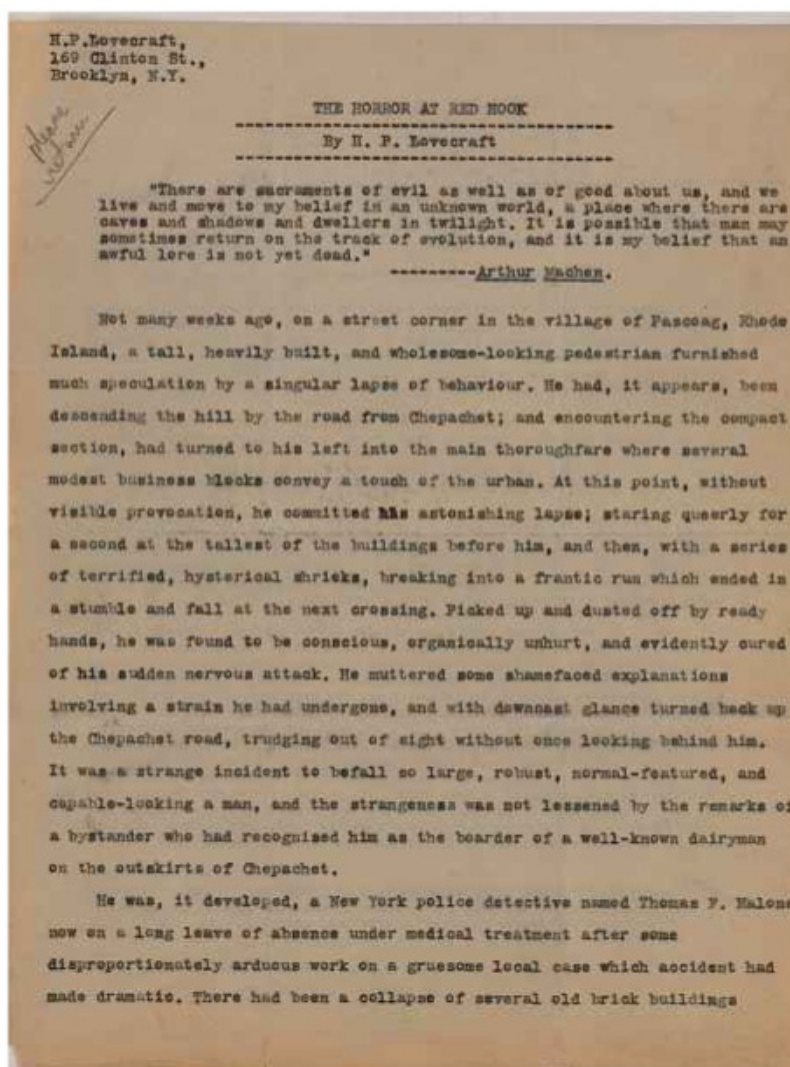 H.P.Lovecraft,
169 Clinton St.,
Brooklyn, N.Y.
please
return
THE HORROR AT RED HOOK
By H. P. Lovecraft
"There are sacraments of evil as well as of good about us, and we
live and move to my belief in an unknown world, a place where there are
caves and shadows and dwellers in twilight. It is possible that man may
sometimes return on the track of evolution, and it is my belief that an
awful lore is not yet dead."
---------Arthur Machen.
Not many weeks ago, on a street corner in the village of Pascoag, Rhode
Island, a tall, heavily built, and wholesome-looking pedestrian furnished
much speculation by a singular lapse of behaviour. He had, it appears, been
descending the hill by the road from Chepachet; and encountering the compact
section, had turned to his left into the main thoroughfare where several
modest business blocks convey a touch of the urban. At this point, without
visible provocation, he committed his astonishing lapse; staring queerly for
a second at the tallest of the buildings before him, and then, with a series
of terrified, hysterical shrieks, breaking into a frantic run which ended in
a stumble and fall at the next crossing. Picked up and dusted off by ready
hands, he was found to be conscious, organically unhurt, and evidently cured
of his sudden nervous attack. He muttered some shamefaced explanations
involving a strain he had undergone, and with downcast glance turned back up
the Chepachet road, trudging out of sight without once looking behind him.
It was a strange incident to befall so large, robust, normal-featured, and
capable-looking a man, and the strangeness was not lessened by the remarks of
a bystander who had recognised him as the boarder of a well-known dairyman
on the outskirts of Chepachet.
He was, it developed, a New York police detective named Thomas F. Malone
now on a long leave of absence under medical treatment after some
disproportionately arduous work on a gruesome local case which accident had
made dramatic. There had been a collapse of several old brick buildings